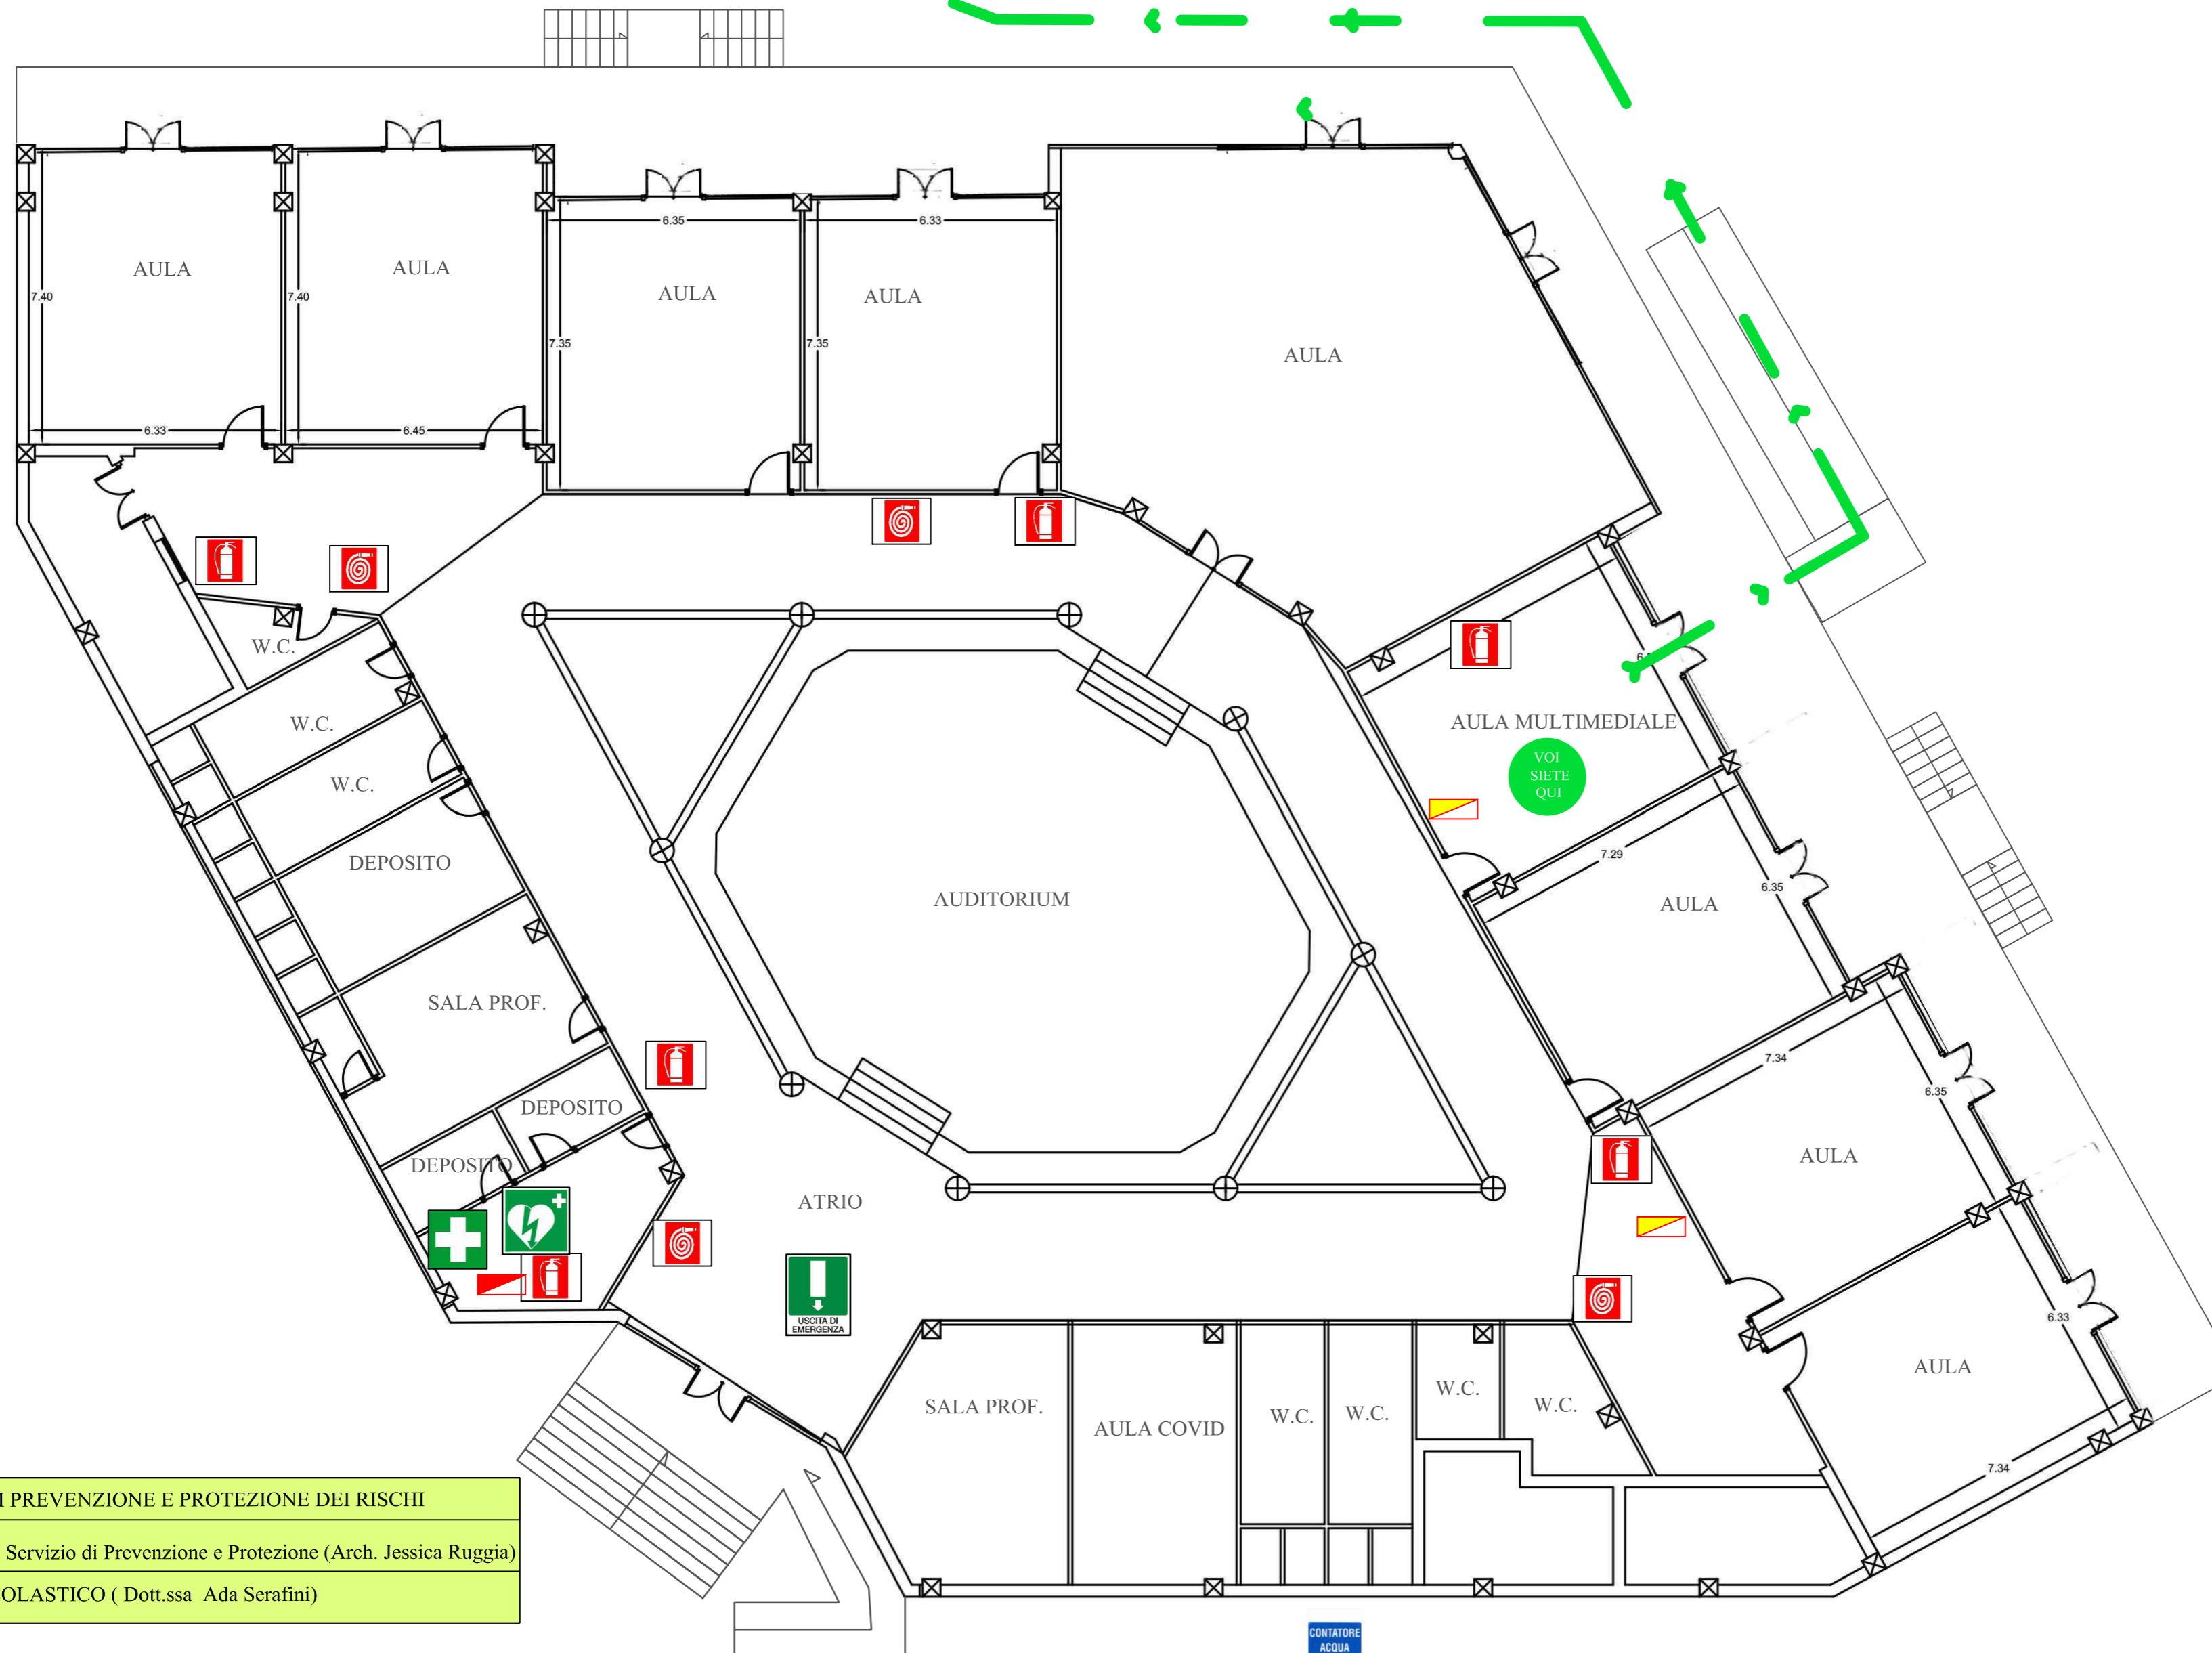 6.35
6.33
AULA
AULA
AULA
AULA
7.40
7.40
7.35
7.35
AULA
6.33
6.45
W.C.
W.C.
W.C.
AULA MULTIMEDIALE
VOI
SIETE
QUI
DEPOSITO
7.29
6.35
AULA
AUDITORIUM
SALA PROF.
7.34
6.35
DEPOSITO
DEPOSITO
AULA
ATRIO
USCITA DI
EMERGENZA
6.33
AULA
SALA PROF.
AULA COVID
W.C.
W.C.
W.C.
W.C.
7.34
I PREVENZIONE E PROTEZIONE DEI RISCHI
Servizio di Prevenzione e Protezione (Arch. Jessica Ruggia)
OLASTICO ( Dott.ssa Ada Serafini)
CONTATORE
ACQUA